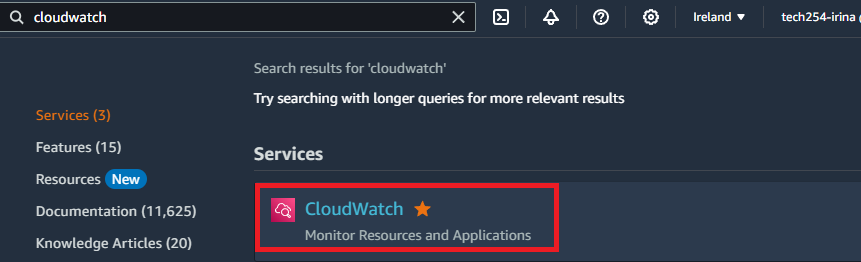 cloudwatch
Ireland
tech254-irina
Search results for 'cloudwatch'
Try searching with longer queries for more relevant results
Services (3)
Features (15)
Resources New
Documentation (11,625)
Knowledge Articles (20)
Services
CloudWatch
Monitor Resources and Applications